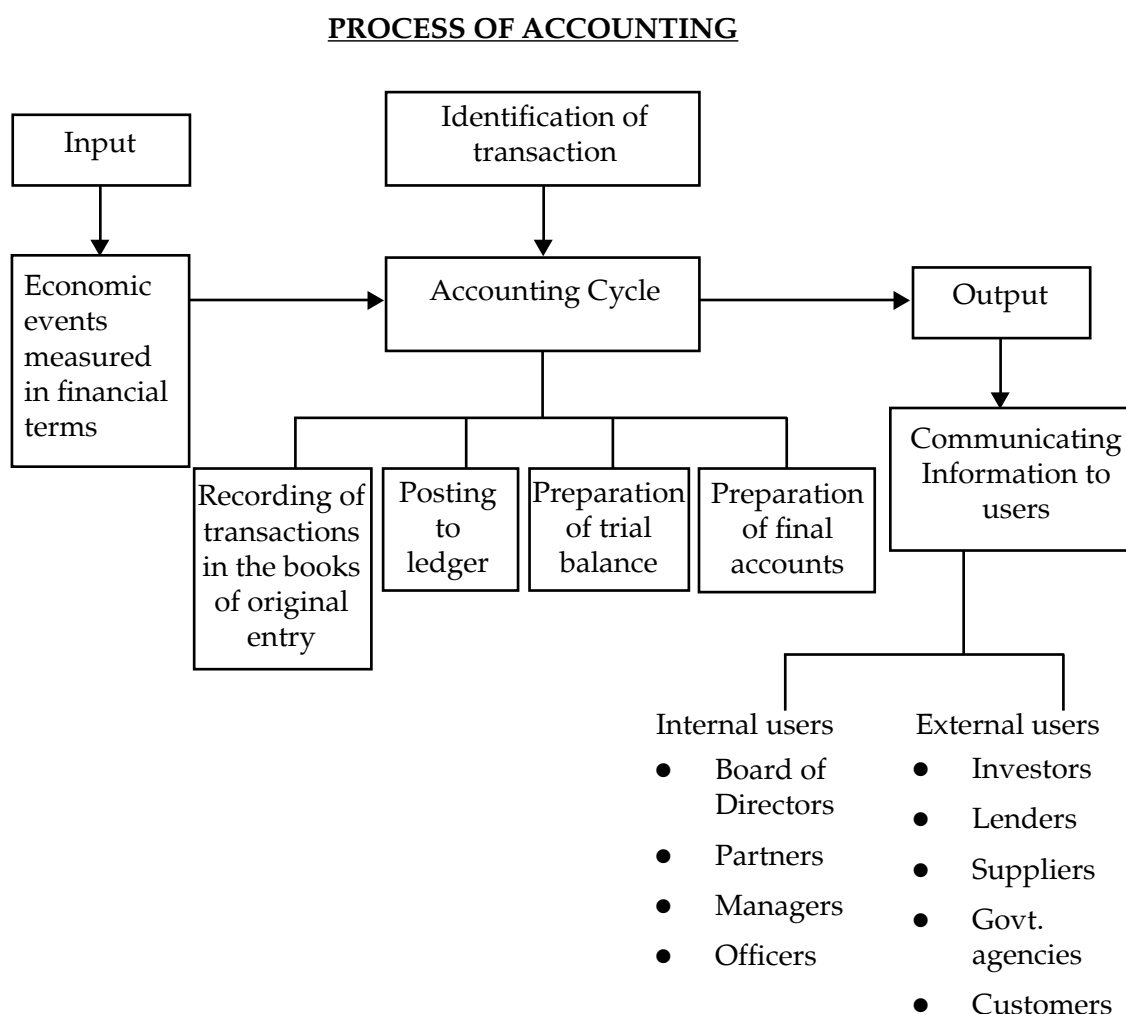 PROCESS OF ACCOUNTING
Input
Identification of
transaction
Economic
events
measured
in financial
terms
Accounting Cycle
Output
Recording of
transactions
in the books
of original
entry
Posting
to
ledger
Preparation
of trial
balance
Preparation
of final
accounts
Communicating
Information to
users
Internal users
● Board of
Directors
● Partners
● Managers
● Officers
External users
● Investors
● Lenders
● Suppliers
● Govt.
agencies
● Customers